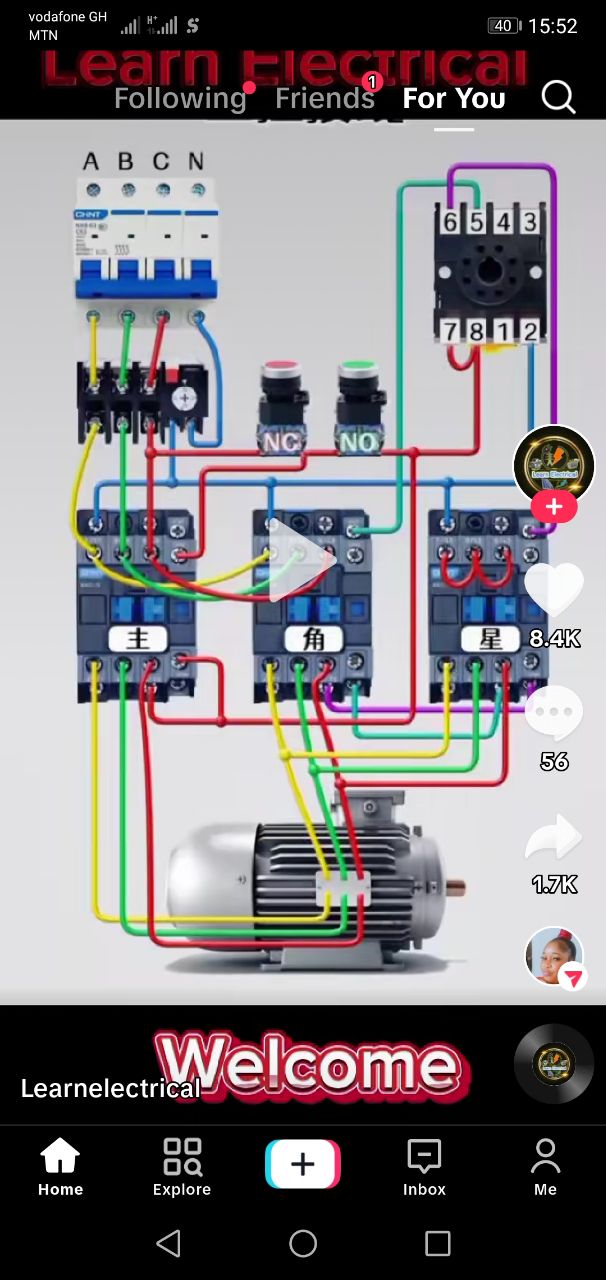 vodafone GH
MTN
40
15:52
Learn Electrical
Following
Friends
1
For You
A B C N
CHNT
6 5 4 3
7 8 1 2
NC
NO
Learn Electrical
主
角
星
8.4K
56
1.7K
Welcome
Learnelectrical
Home
Explore
Inbox
Me